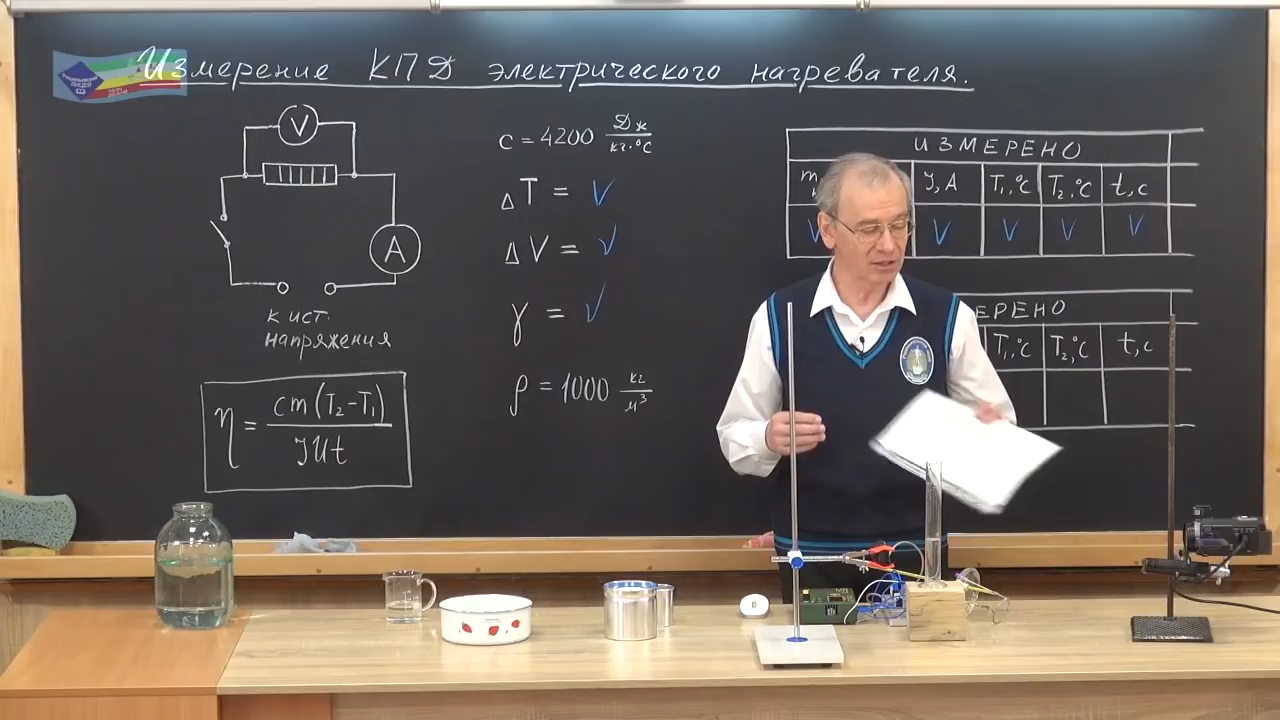 Измерение КПД электрического нагревателя.
V
A
к ист.
напряжения
η = cm(T₂-T₁) / JUt
c = 4200 Дж / кг·°C
ΔT = V
ΔV = V
γ = V
ρ = 1000 кг / м³
ИЗМЕРЕНО
m J, A T₁,°C T₂,°C t, c
V V V V V
ЕРЕНО
T₁,°C T₂,°C t, c